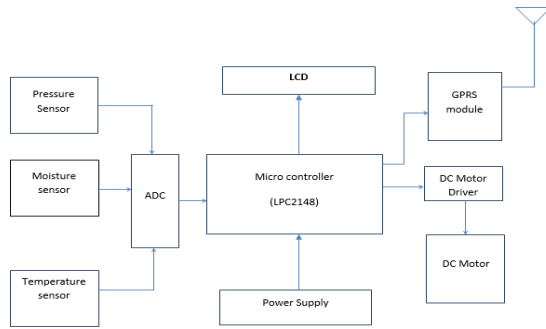 LCD
Pressure
Sensor
GPRS
module
Moisture
sensor
ADC
Micro controller
(LPC2148)
DC Motor
Driver
Temperature
sensor
DC Motor
Power Supply